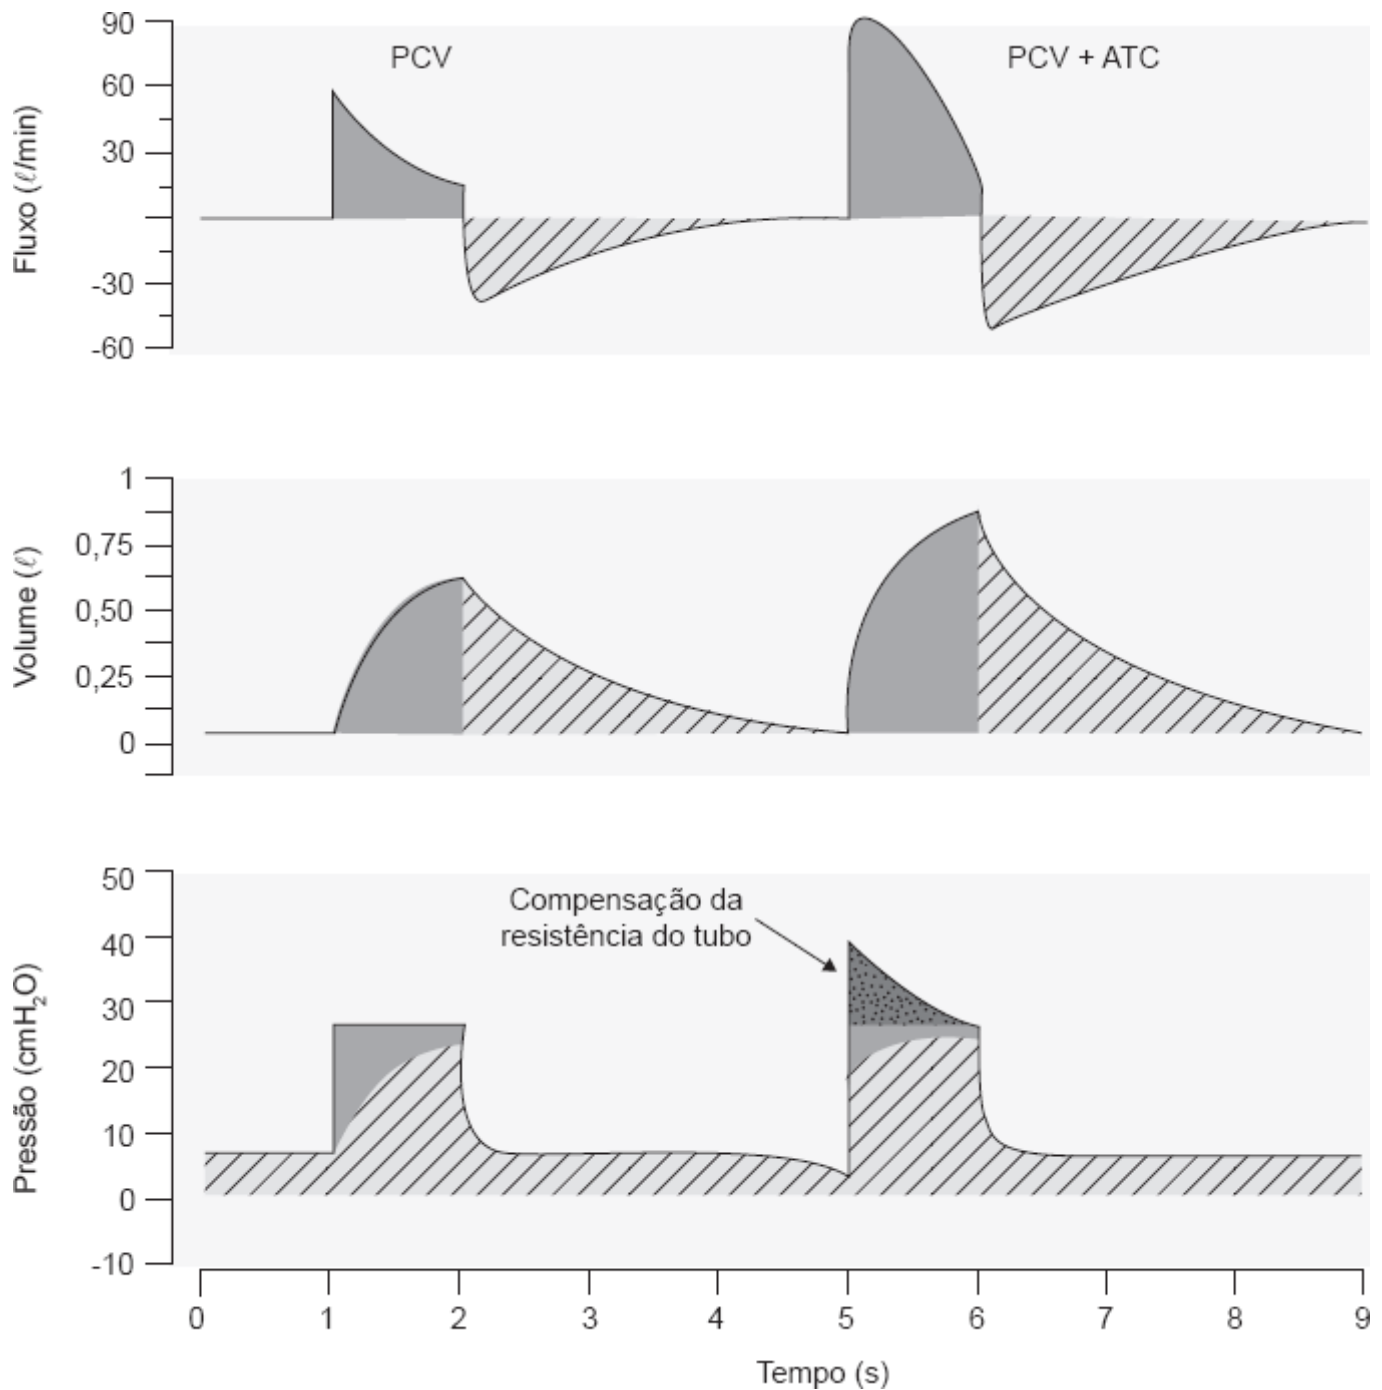 PCV
PCV + ATC
Fluxo (ℓ/min)
90
60
30
-30
-60
Volume (ℓ)
1
0,75
0,50
0,25
0
Compensação da
resistência do tubo
Pressão (cmH₂O)
50
40
30
20
10
0
-10
0 1 2 3 4 5 6 7 8 9
Tempo (s)